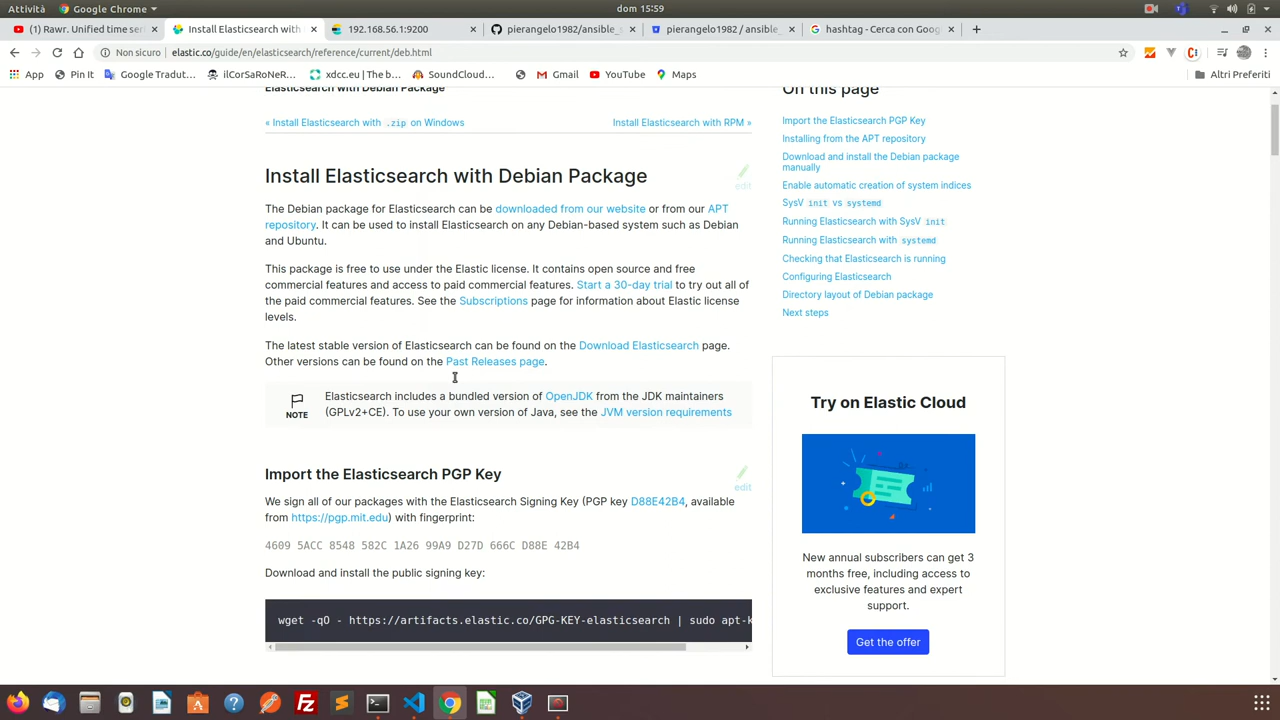 Attività
Google Chrome
dom 15:59
(1) Rawr. Unified time seri
Install Elasticsearch with
192.168.56.1:9200
pierangelo1982/ansible_s
pierangelo1982 / ansible_
hashtag - Cerca con Goog
Non sicuro
elastic.co/guide/en/elasticsearch/reference/current/deb.html
App
Pin It
Google Tradut...
ilCorSaRoNeR...
xdcc.eu | The b...
SoundCloud...
Gmail
YouTube
Maps
Altri Preferiti
Elasticsearch with Debian Package
« Install Elasticsearch with .zip on Windows
Install Elasticsearch with RPM »
Install Elasticsearch with Debian Package
edit
The Debian package for Elasticsearch can be downloaded from our website or from our APT
repository. It can be used to install Elasticsearch on any Debian-based system such as Debian
and Ubuntu.
This package is free to use under the Elastic license. It contains open source and free
commercial features and access to paid commercial features. Start a 30-day trial to try out all of
the paid commercial features. See the Subscriptions page for information about Elastic license
levels.
The latest stable version of Elasticsearch can be found on the Download Elasticsearch page.
Other versions can be found on the Past Releases page.
NOTE
Elasticsearch includes a bundled version of OpenJDK from the JDK maintainers
(GPLv2+CE). To use your own version of Java, see the JVM version requirements
Import the Elasticsearch PGP Key
edit
We sign all of our packages with the Elasticsearch Signing Key (PGP key D88E42B4, available
from https://pgp.mit.edu) with fingerprint:
4609 5ACC 8548 582C 1A26 99A9 D27D 666C D88E 42B4
Download and install the public signing key:
wget -qO - https://artifacts.elastic.co/GPG-KEY-elasticsearch | sudo apt-k
On this page
Import the Elasticsearch PGP Key
Installing from the APT repository
Download and install the Debian package
manually
Enable automatic creation of system indices
SysV init vs systemd
Running Elasticsearch with SysV init
Running Elasticsearch with systemd
Checking that Elasticsearch is running
Configuring Elasticsearch
Directory layout of Debian package
Next steps
Try on Elastic Cloud
New annual subscribers can get 3
months free, including access to
exclusive features and expert
support.
Get the offer